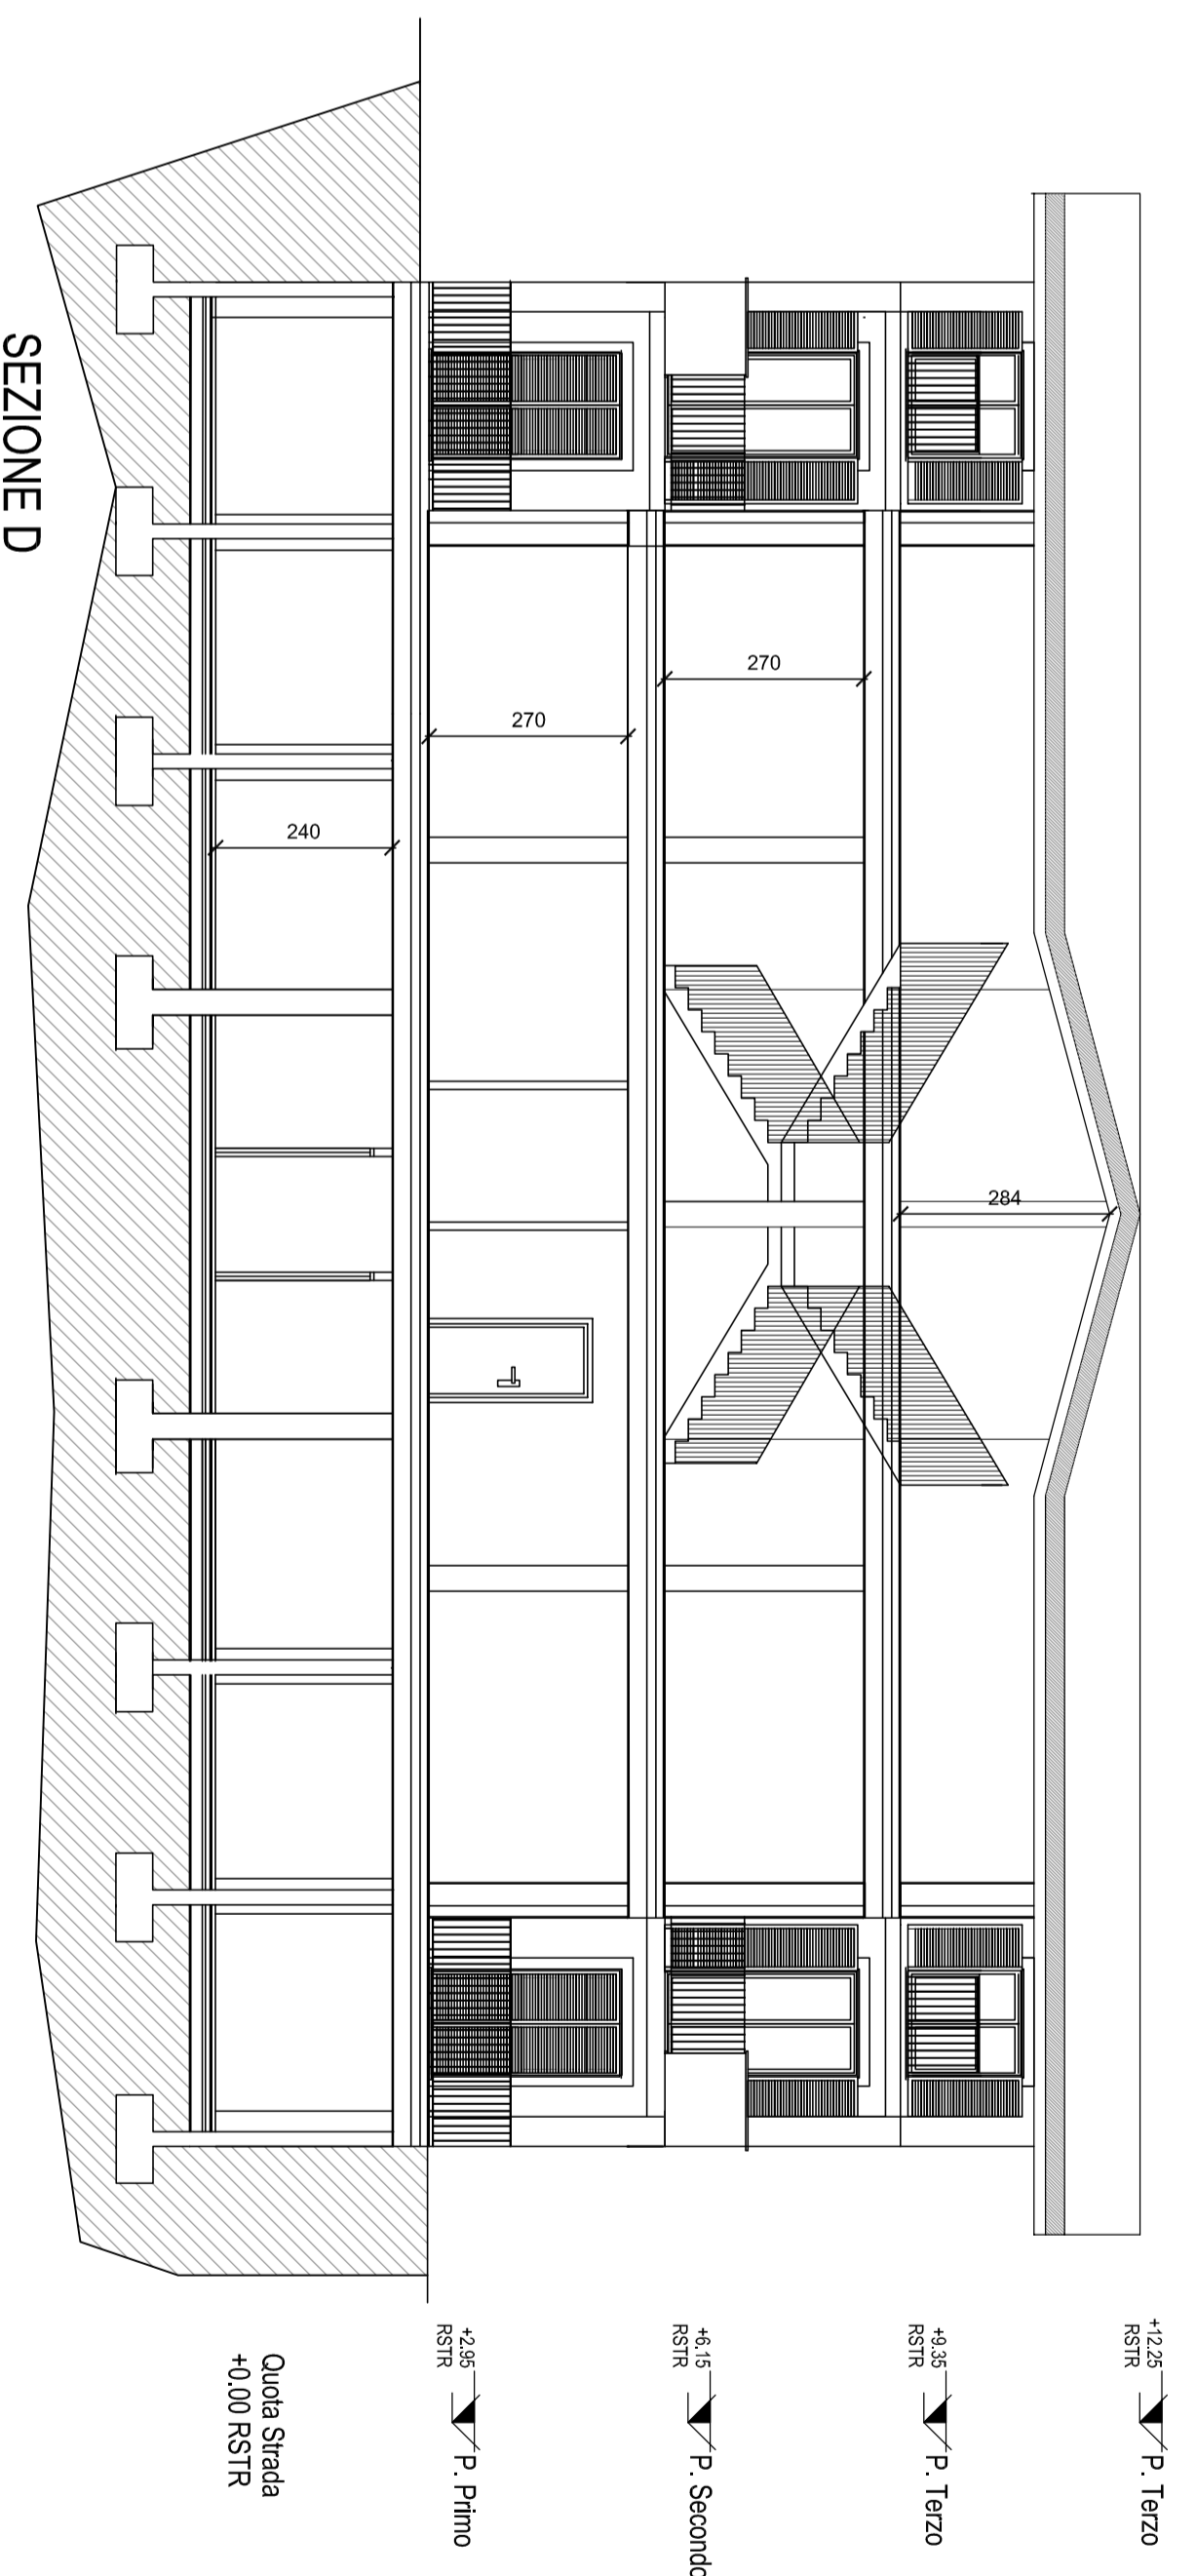 +12.25
RSTR
P. Terzo
+9.35
RSTR
P. Terzo
+6.15
RSTR
P. Secondo
+2.95
RSTR
P. Primo
Quota Strada
+0.00 RSTR
284
270
270
240
SEZIONE D